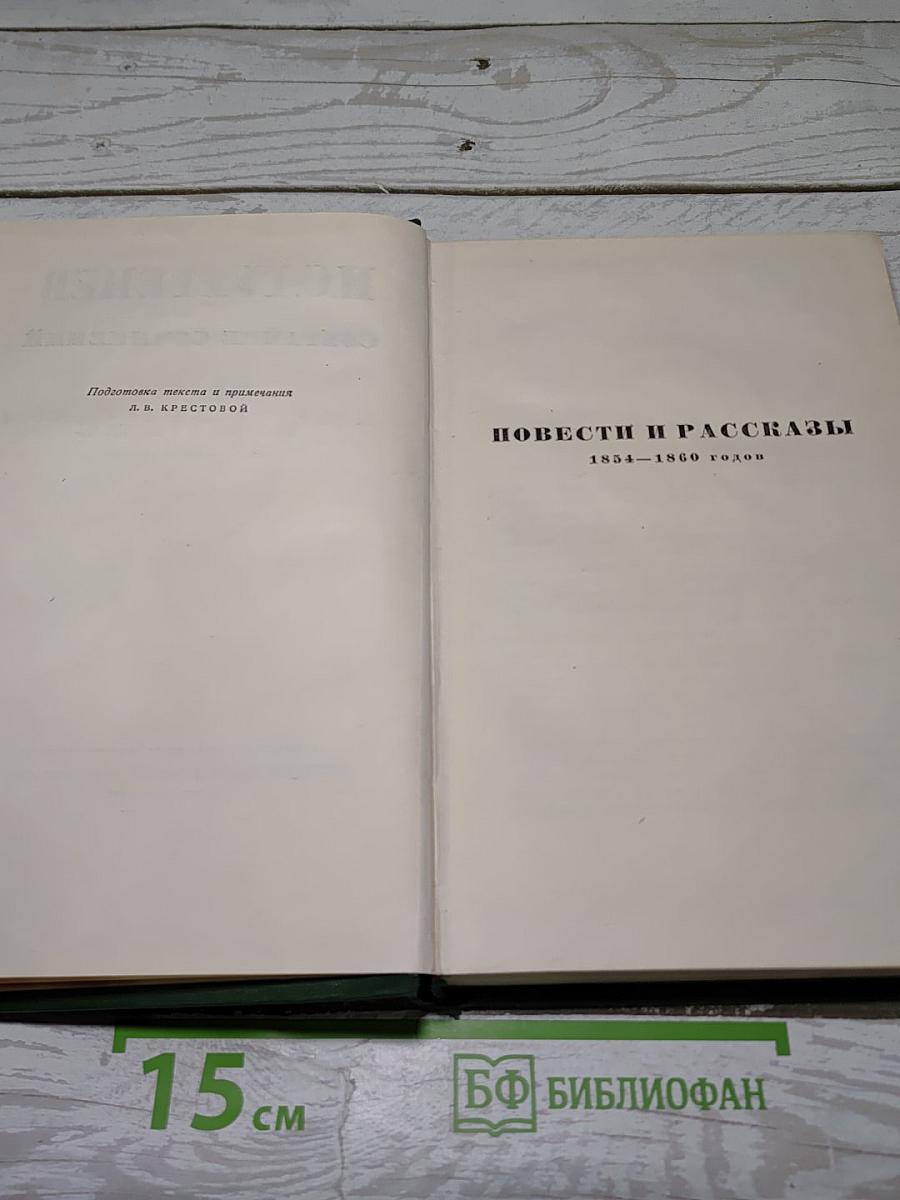 Подготовка текста и примечания
Л. В. КРЕСТОВОЙ
ПОВЕСТИ И РАССКАЗЫ
1854—1860 годов
15 см
БФ БИБЛИОФАН